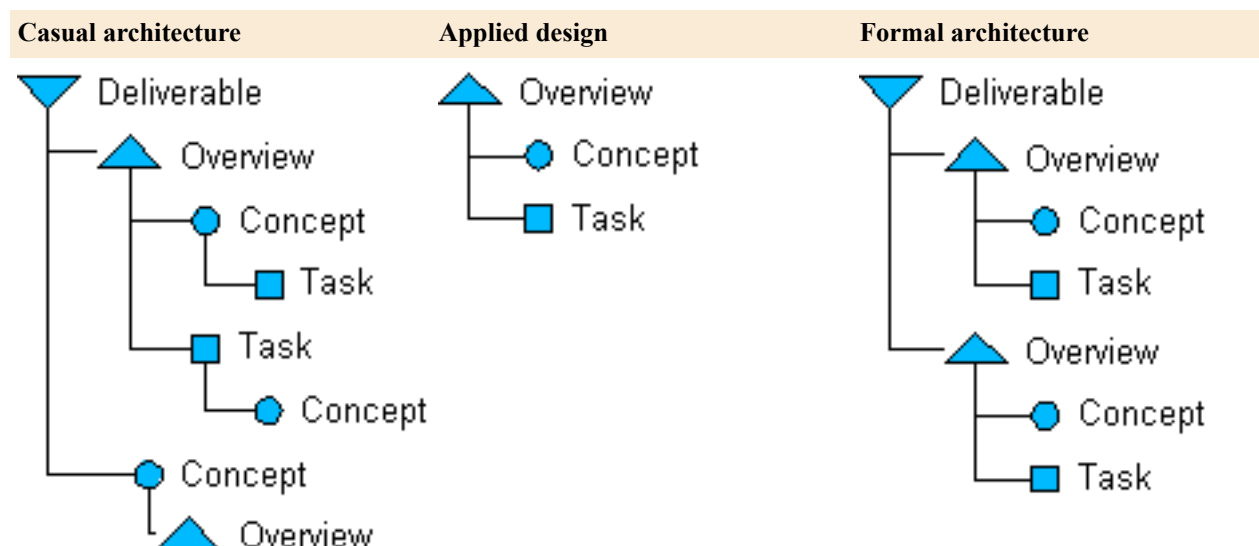 Casual architecture
Applied design
Formal architecture
Deliverable
Overview
Concept
Task
Task
Concept
Concept
Overview
Overview
Concept
Task
Deliverable
Overview
Concept
Task
Overview
Concept
Task